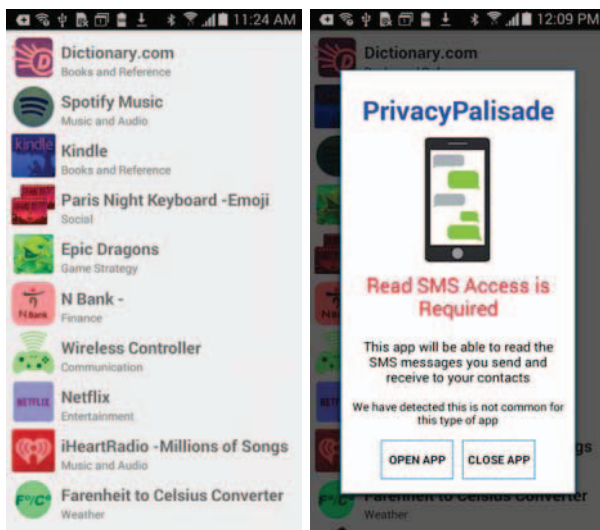 11:24 AM
Dictionary.com
Books and Reference
Spotify Music
Music and Audio
kindle
Kindle
Books and Reference
Paris Night Keyboard -Emoji
Social
Epic Dragons
Game Strategy
N Bank
N Bank -
Finance
Wireless Controller
Communication
NETFLIX
Netflix
Entertainment
iHeartRadio -Millions of Songs
Music and Audio
F°/C°
Farenheit to Celsius Converter
Weather
12:09 PM
Dictionary.com
PrivacyPalisade
Read SMS Access is
Required
This app will be able to read the
SMS messages you send and
receive to your contacts
We have detected this is not common for
this type of app
OPEN APP
CLOSE APP
gs
Farenheit to Celsius Converter
Weather